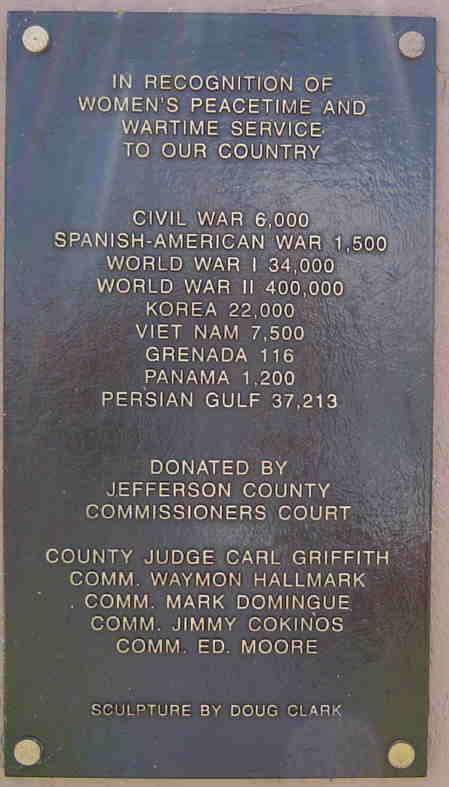 IN RECOGNITION OF
WOMEN'S PEACETIME AND
WARTIME SERVICE
TO OUR COUNTRY
CIVIL WAR 6,000
SPANISH-AMERICAN WAR 1,500
WORLD WAR I 34,000
WORLD WAR II 400,000
KOREA 22,000
VIET NAM 7,500
GRENADA 116
PANAMA 1,200
PERSIAN GULF 37,213
DONATED BY
JEFFERSON COUNTY
COMMISSIONERS COURT
COUNTY JUDGE CARL GRIFFITH
COMM. WAYMON HALLMARK
COMM. MARK DOMINGUE
COMM. JIMMY COKINOS
COMM. ED. MOORE
SCULPTURE BY DOUG CLARK